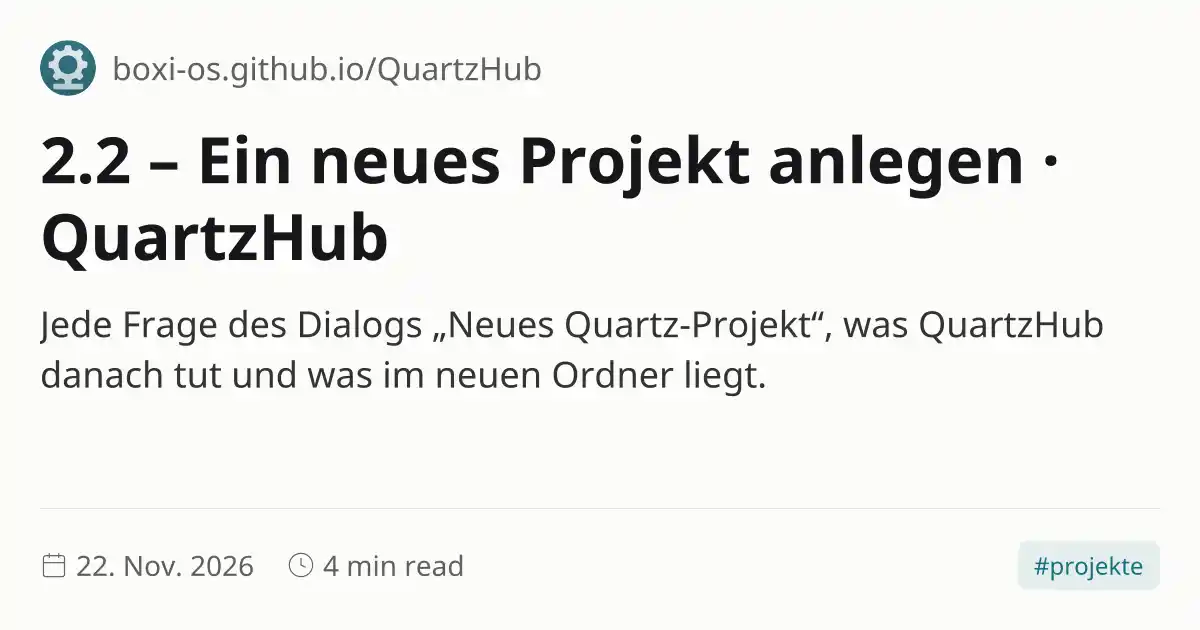 boxi-os.github.io/QuartzHub
2.2 – Ein neues Projekt anlegen ·
QuartzHub
Jede Frage des Dialogs „Neues Quartz-Projekt“, was QuartzHub
danach tut und was im neuen Ordner liegt.
22. Nov. 2026 4 min read #projekte